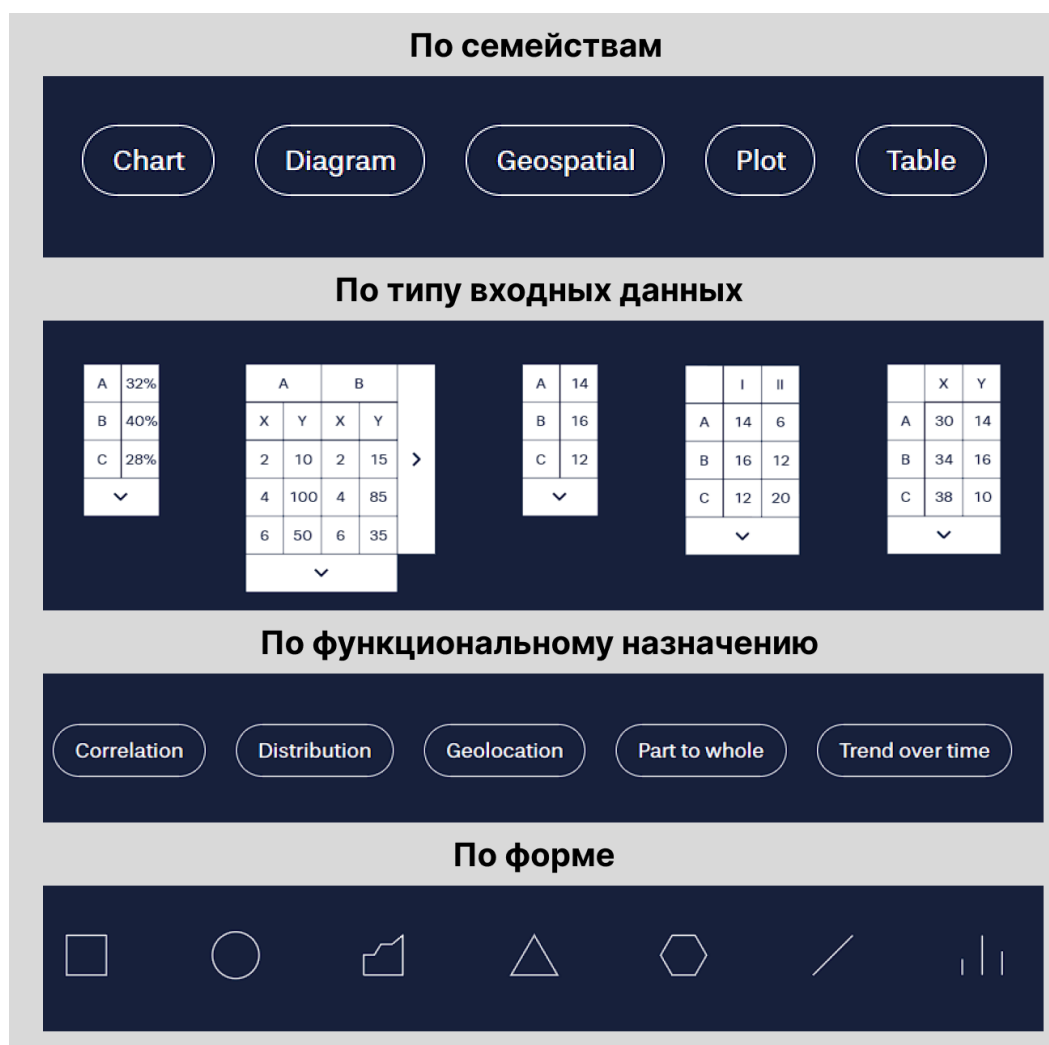 По семействам
Chart Diagram Geospatial Plot Table
По типу входных данных
A 32%
B 40%
C 28%
A B
X Y X Y
2 10 2 15
4 100 4 85
6 50 6 35
A 14
B 16
C 12
I II
A 14 6
B 16 12
C 12 20
X Y
A 30 14
B 34 16
C 38 10
По функциональному назначению
Correlation Distribution Geolocation Part to whole Trend over time
По форме